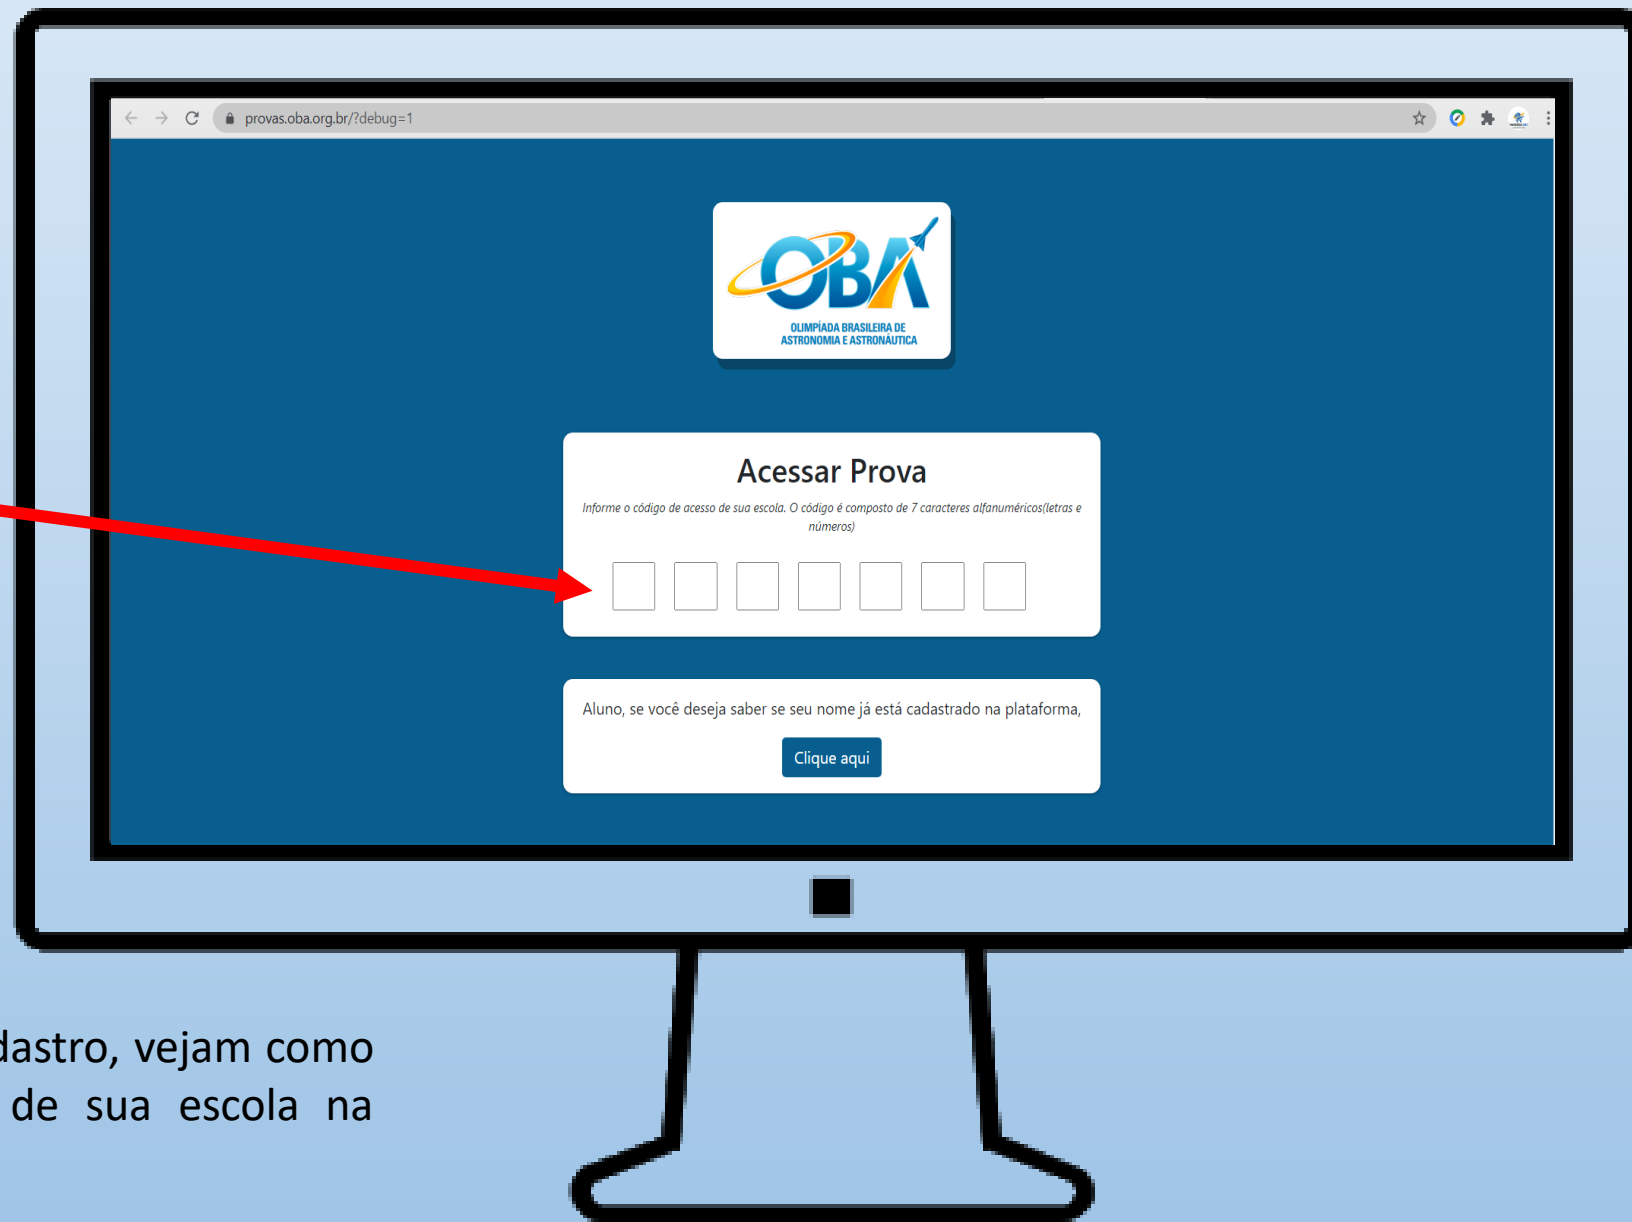 provas.oba.org.br/?debug=1
OBA
OLIMPÍADA BRASILEIRA DE
ASTRONOMIA E ASTRONÁUTICA
Acessar Prova
Informe o código de acesso de sua escola. O código é composto de 7 caracteres alfanuméricos(letras e
números)
Aluno, se você deseja saber se seu nome já está cadastrado na plataforma,
Clique aqui
dastro, vejam como
de sua escola na